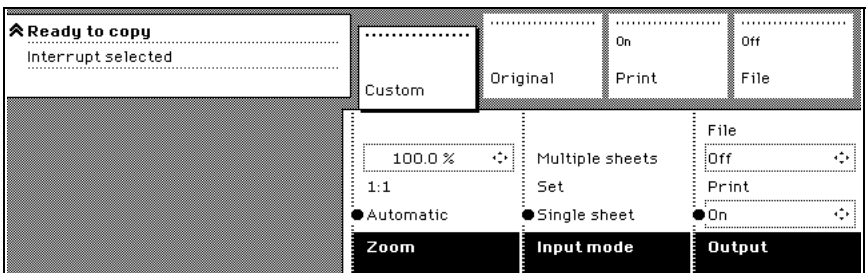 Ready to copy
Interrupt selected
Custom
Original
On
Print
Off
File
100.0 %
1:1
Automatic
Zoom
Multiple sheets
Set
Single sheet
Input mode
File
Off
Print
On
Output